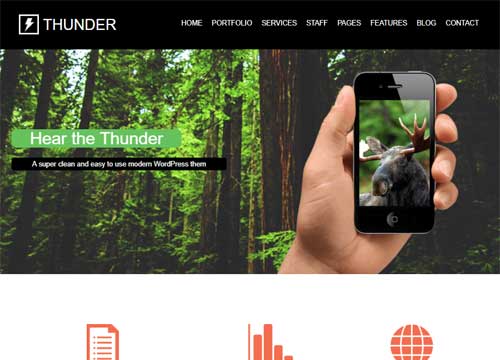 THUNDER
HOME PORTFOLIO SERVICES STAFF PAGES FEATURES BLOG CONTACT
Hear the Thunder
A super clean and easy to use modern WordPress them